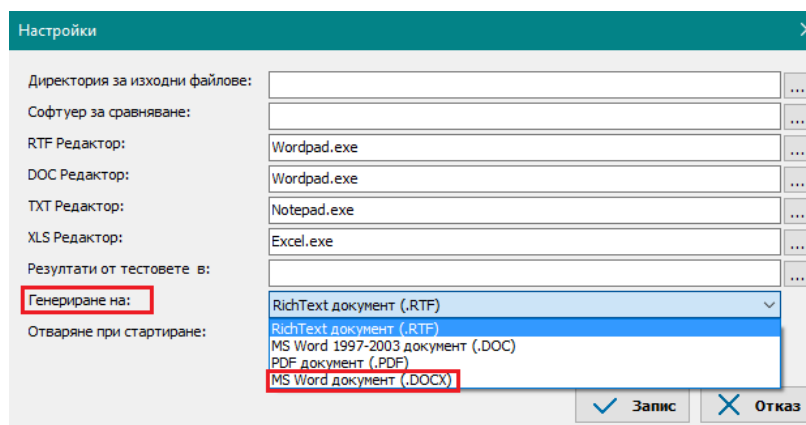 Настройки
Директория за изходни файлове:
...
Софтуер за сравняване:
...
RTF Редактор:
Wordpad.exe
...
DOC Редактор:
Wordpad.exe
...
TXT Редактор:
Notepad.exe
...
XLS Редактор:
Excel.exe
...
Резултати от тестовете в:
...
Генериране на:
RichText документ (.RTF)
Отваряне при стартиране:
RichText документ (.RTF)
MS Word 1997-2003 документ (.DOC)
PDF документ (.PDF)
MS Word документ (.DOCX)
Запис
Отказ